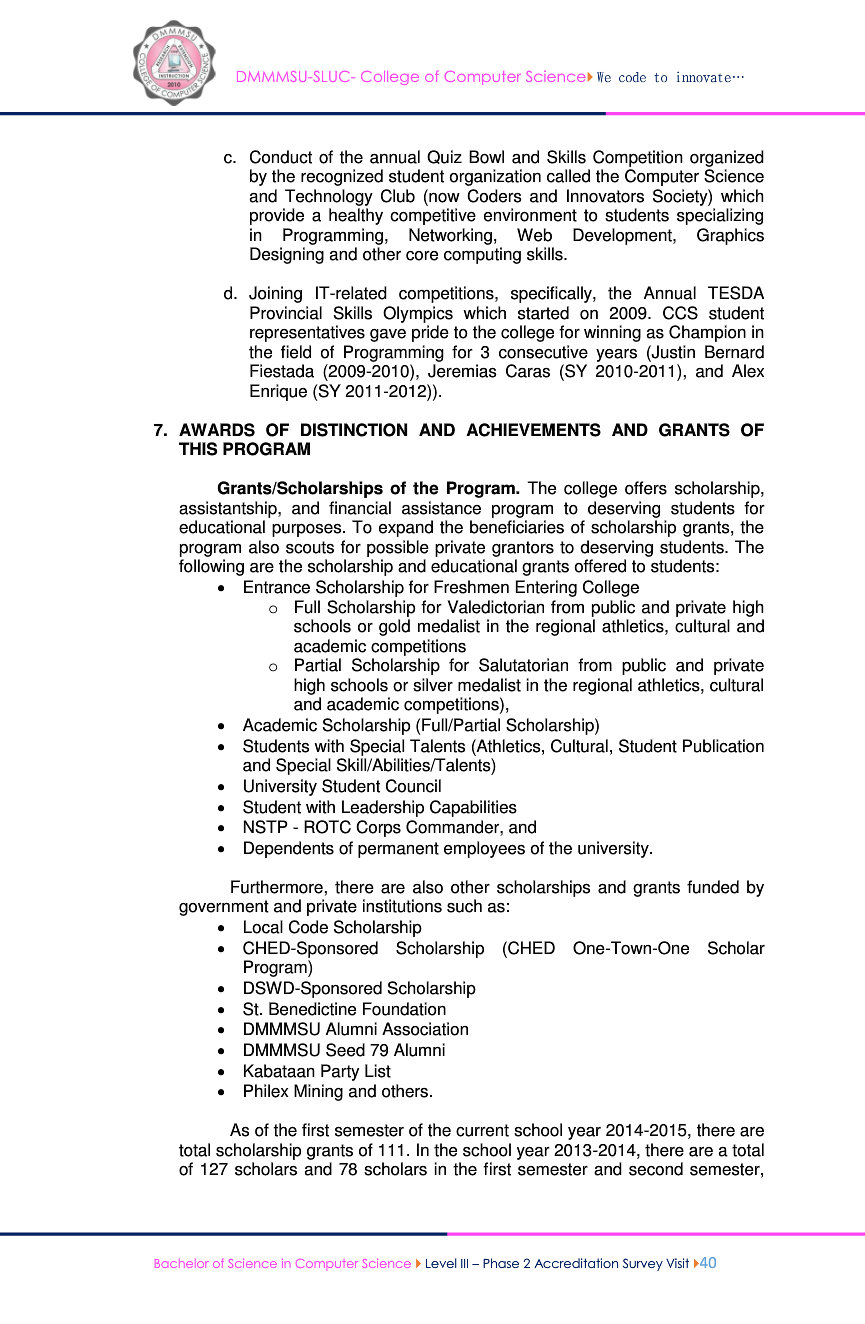 DMMMSU
COLLEGE OF COMPUTER SCIENCE
RESEARCH
EXTENSION
INSTRUCTION
2010
DMMMSU-SLUC- College of Computer Science We code to innovate…
c. Conduct of the annual Quiz Bowl and Skills Competition organized
by the recognized student organization called the Computer Science
and Technology Club (now Coders and Innovators Society) which
provide a healthy competitive environment to students specializing
in Programming, Networking, Web Development, Graphics
Designing and other core computing skills.
d. Joining IT-related competitions, specifically, the Annual TESDA
Provincial Skills Olympics which started on 2009. CCS student
representatives gave pride to the college for winning as Champion in
the field of Programming for 3 consecutive years (Justin Bernard
Fiestada (2009-2010), Jeremias Caras (SY 2010-2011), and Alex
Enrique (SY 2011-2012)).
7. AWARDS OF DISTINCTION AND ACHIEVEMENTS AND GRANTS OF
THIS PROGRAM
Grants/Scholarships of the Program. The college offers scholarship,
assistantship, and financial assistance program to deserving students for
educational purposes. To expand the beneficiaries of scholarship grants, the
program also scouts for possible private grantors to deserving students. The
following are the scholarship and educational grants offered to students:
• Entrance Scholarship for Freshmen Entering College
o Full Scholarship for Valedictorian from public and private high
schools or gold medalist in the regional athletics, cultural and
academic competitions
o Partial Scholarship for Salutatorian from public and private
high schools or silver medalist in the regional athletics, cultural
and academic competitions),
• Academic Scholarship (Full/Partial Scholarship)
• Students with Special Talents (Athletics, Cultural, Student Publication
and Special Skill/Abilities/Talents)
• University Student Council
• Student with Leadership Capabilities
• NSTP - ROTC Corps Commander, and
• Dependents of permanent employees of the university.
Furthermore, there are also other scholarships and grants funded by
government and private institutions such as:
• Local Code Scholarship
• CHED-Sponsored Scholarship (CHED One-Town-One Scholar
Program)
• DSWD-Sponsored Scholarship
• St. Benedictine Foundation
• DMMMSU Alumni Association
• DMMMSU Seed 79 Alumni
• Kabataan Party List
• Philex Mining and others.
As of the first semester of the current school year 2014-2015, there are
total scholarship grants of 111. In the school year 2013-2014, there are a total
of 127 scholars and 78 scholars in the first semester and second semester,
Bachelor of Science in Computer Science Level III – Phase 2 Accreditation Survey Visit 40